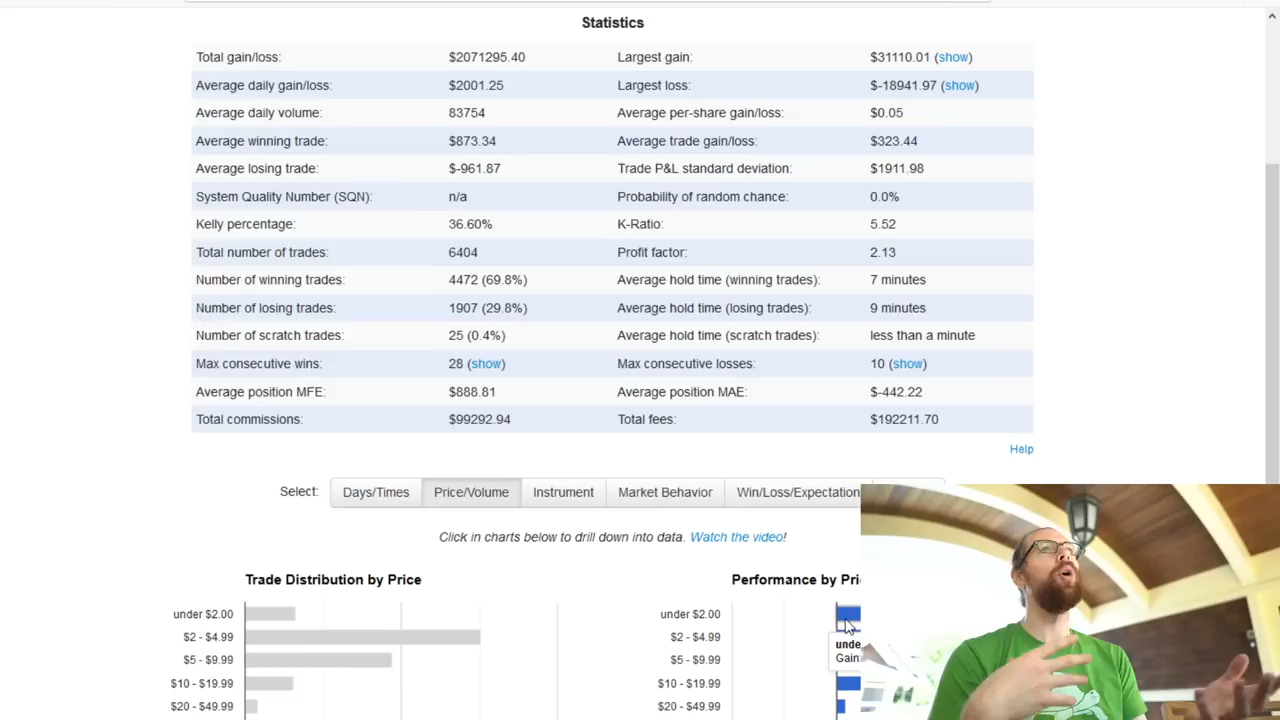 Statistics
Total gain/loss: $2071295.40 Largest gain: $31110.01 (show)
Average daily gain/loss: $2001.25 Largest loss: $-18941.97 (show)
Average daily volume: 83754 Average per-share gain/loss: $0.05
Average winning trade: $873.34 Average trade gain/loss: $323.44
Average losing trade: $-961.87 Trade P&L standard deviation: $1911.98
System Quality Number (SQN): n/a Probability of random chance: 0.0%
Kelly percentage: 36.60% K-Ratio: 5.52
Total number of trades: 6404 Profit factor: 2.13
Number of winning trades: 4472 (69.8%) Average hold time (winning trades): 7 minutes
Number of losing trades: 1907 (29.8%) Average hold time (losing trades): 9 minutes
Number of scratch trades: 25 (0.4%) Average hold time (scratch trades): less than a minute
Max consecutive wins: 28 (show) Max consecutive losses: 10 (show)
Average position MFE: $888.81 Average position MAE: $-442.22
Total commissions: $99292.94 Total fees: $192211.70
Help
Select: Days/Times Price/Volume Instrument Market Behavior Win/Loss/Expectation
Click in charts below to drill down into data. Watch the video!
Trade Distribution by Price Performance by Pri
under $2.00 under $2.00
$2 - $4.99 $2 - $4.99
unde
$5 - $9.99 $5 - $9.99 Gain:
$10 - $19.99 $10 - $19.99
$20 - $49.99 $20 - $49.99